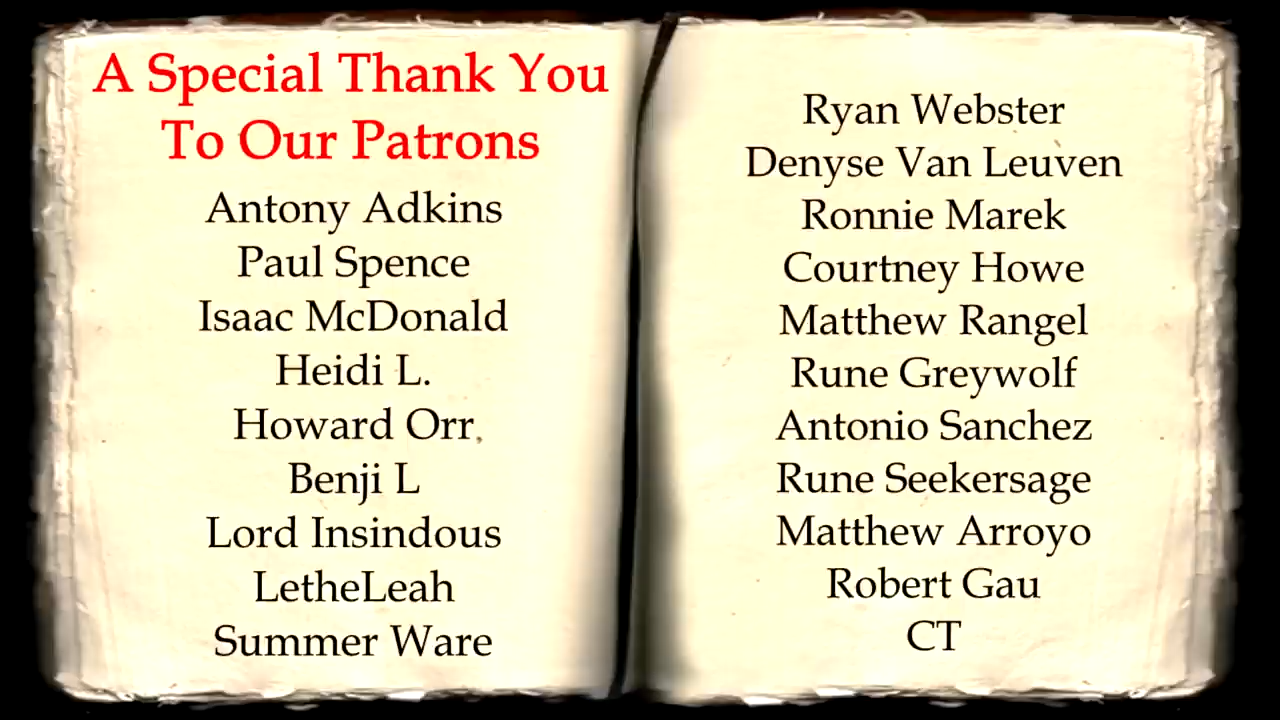 A Special Thank You
To Our Patrons
Antony Adkins
Paul Spence
Isaac McDonald
Heidi L.
Howard Orr
Benji L
Lord Insindous
LetheLeah
Summer Ware
Ryan Webster
Denyse Van Leuven
Ronnie Marek
Courtney Howe
Matthew Rangel
Rune Greywolf
Antonio Sanchez
Rune Seekersage
Matthew Arroyo
Robert Gau
CT